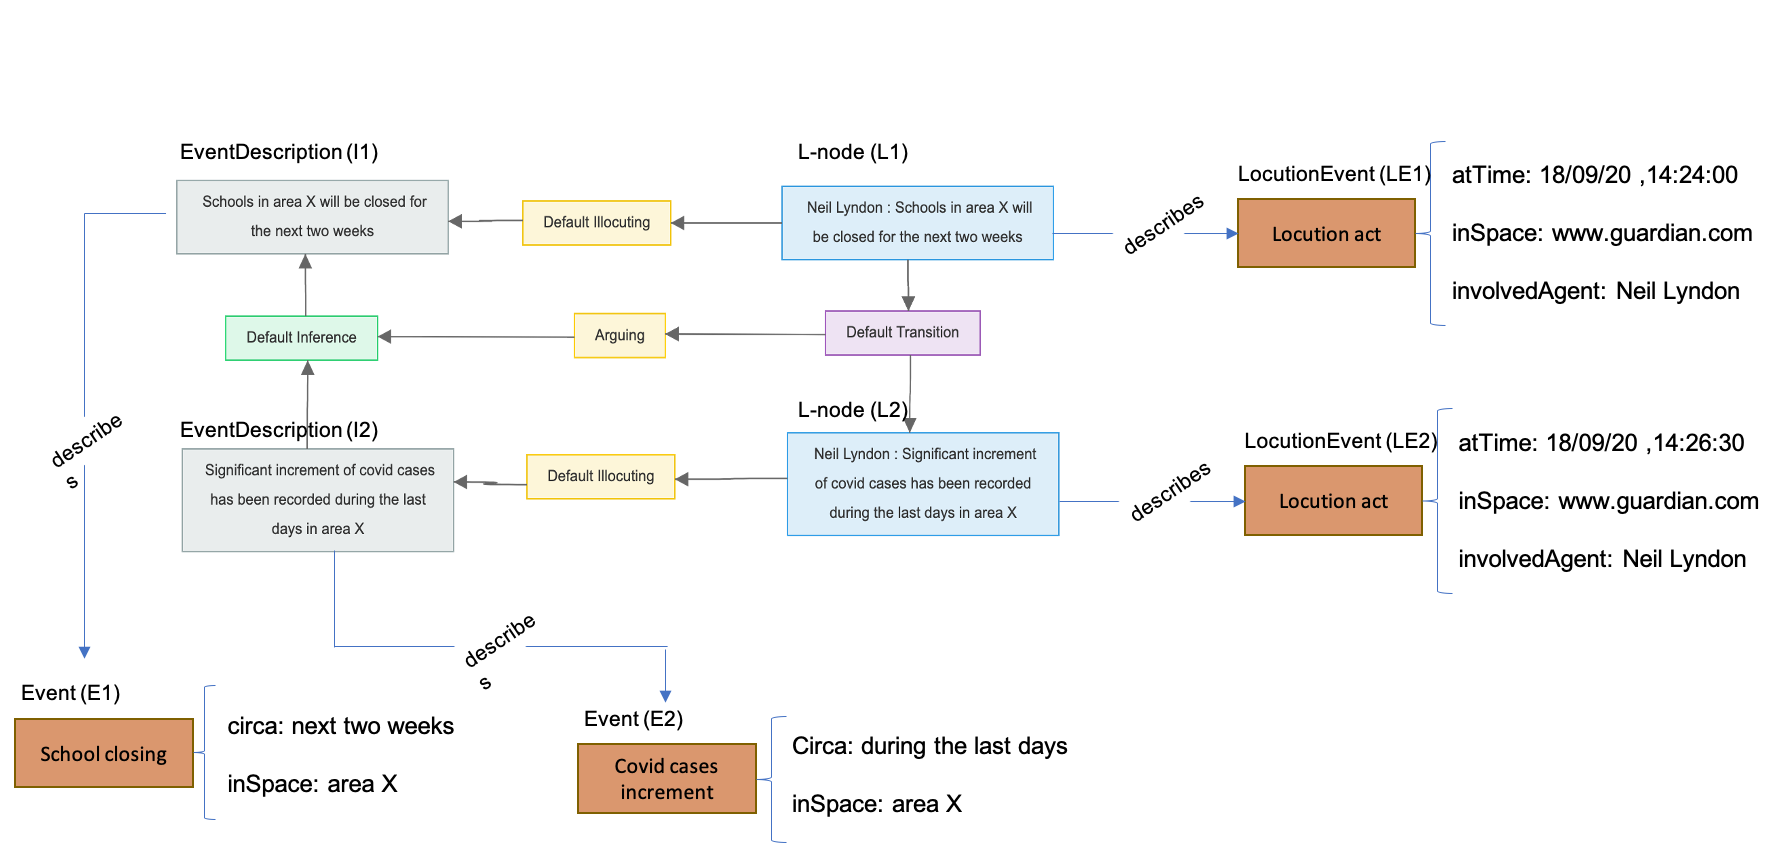 EventDescription (I1)
L-node (L1)
LocutionEvent (LE1)
atTime: 18/09/20 ,14:24:00
Schools in area X will be closed for
the next two weeks
Default Illocuting
Neil Lyndon : Schools in area X will
be closed for the next two weeks
describes
Locution act
inSpace: www.guardian.com
involvedAgent: Neil Lyndon
Default Inference
Arguing
Default Transition
describe
s
EventDescription (I2)
L-node (L2)
LocutionEvent (LE2)
atTime: 18/09/20 ,14:26:30
Significant increment of covid cases
has been recorded during the last
days in area X
Default Illocuting
Neil Lyndon : Significant increment
of covid cases has been recorded
during the last days in area X
describes
Locution act
inSpace: www.guardian.com
involvedAgent: Neil Lyndon
describe
s
Event (E1)
School closing
circa: next two weeks
inSpace: area X
Event (E2)
Covid cases
increment
Circa: during the last days
inSpace: area X